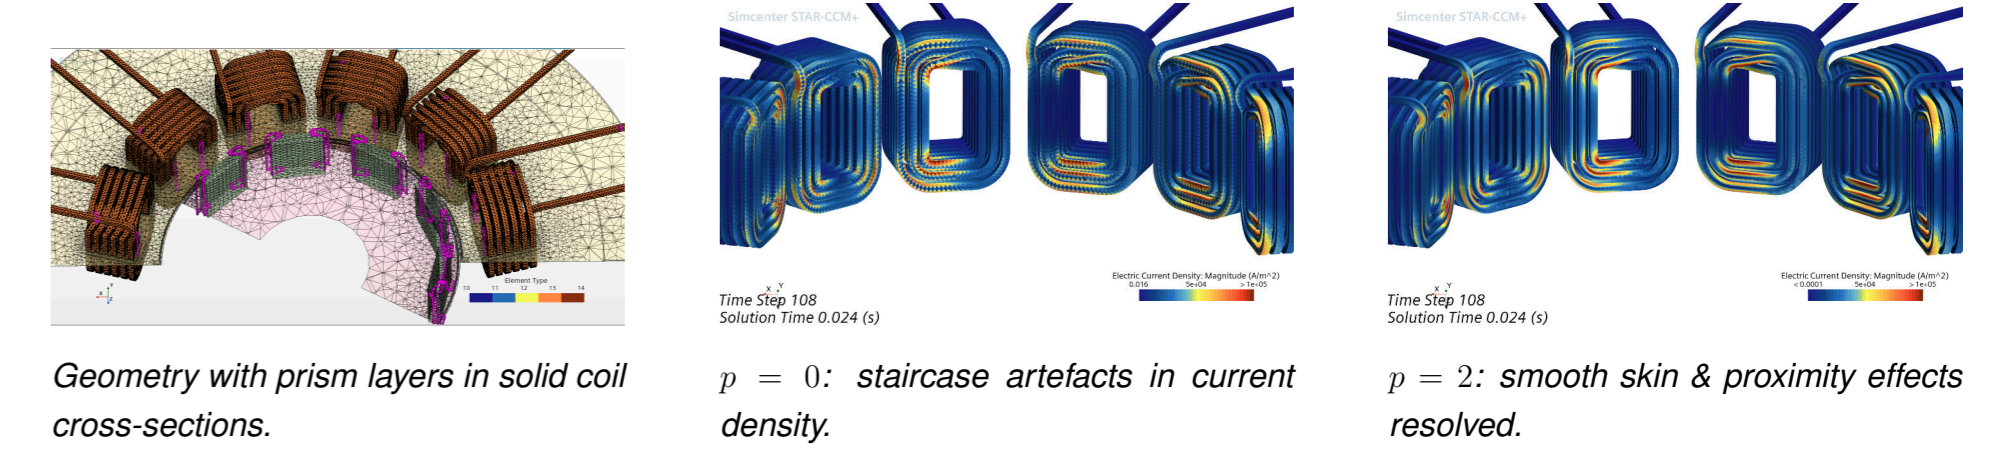 Simcenter STAR-CCM+
Simcenter STAR-CCM+
Element Type
10 11 12 13 14
X Y Z
Electric Current Density: Magnitude (A/m^2)
0.016 5e+04 > 1e+05
X Y
Time Step 108
Solution Time 0.024 (s)
Electric Current Density: Magnitude (A/m^2)
< 0.0001 5e+04 > 1e+05
X Y
Time Step 108
Solution Time 0.024 (s)
Geometry with prism layers in solid coil
cross-sections.
p = 0: staircase artefacts in current
density.
p = 2: smooth skin & proximity effects
resolved.